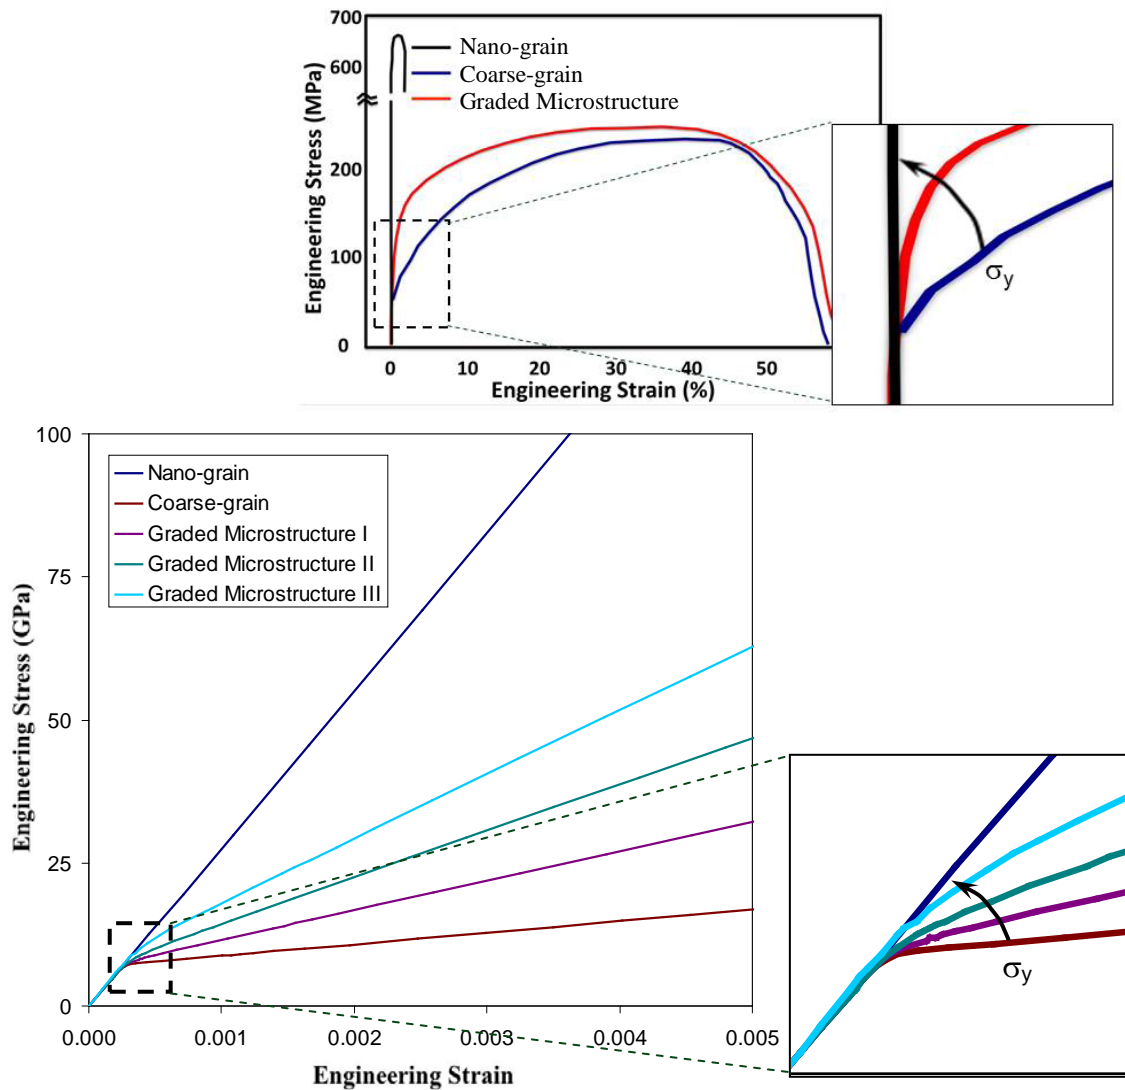 700
600
200
100
0
Engineering Stress (MPa)
Nano-grain
Coarse-grain
Graded Microstructure
σy
0 10 20 30 40 50
Engineering Strain (%)
100
75
50
25
0
Engineering Stress (GPa)
Nano-grain
Coarse-grain
Graded Microstructure I
Graded Microstructure II
Graded Microstructure III
σy
0.000 0.001 0.002 0.003 0.004 0.005
Engineering Strain